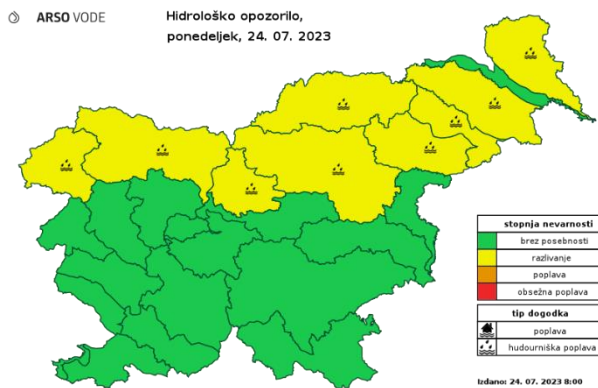 ARSO VODE
Hidrološko opozorilo,
ponedeljek, 24. 07. 2023
stopnja nevarnosti
brez posebnosti
razlivanje
poplava
obsežna poplava
tip dogodka
poplava
hudourniška poplava
Izdano: 24. 07. 2023 8:00